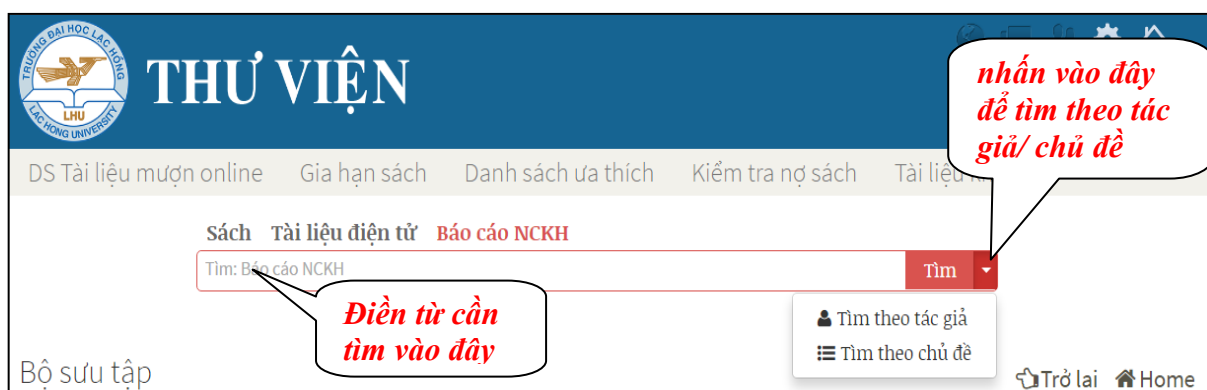 TRƯỜNG ĐẠI HỌC LẠC HỒNG
LHU
LAC HONG UNIVERSITY
THƯ VIỆN
nhấn vào đây
để tìm theo tác
giả/ chủ đề
DS Tài liệu mượn online Gia hạn sách Danh sách ưa thích Kiểm tra nợ sách Tài liệu
Sách Tài liệu điện tử Báo cáo NCKH
Tìm: Báo cáo NCKH
Tìm
Điền từ cần
tìm vào đây
Tìm theo tác giả
Tìm theo chủ đề
Bộ sưu tập
Trở lại Home